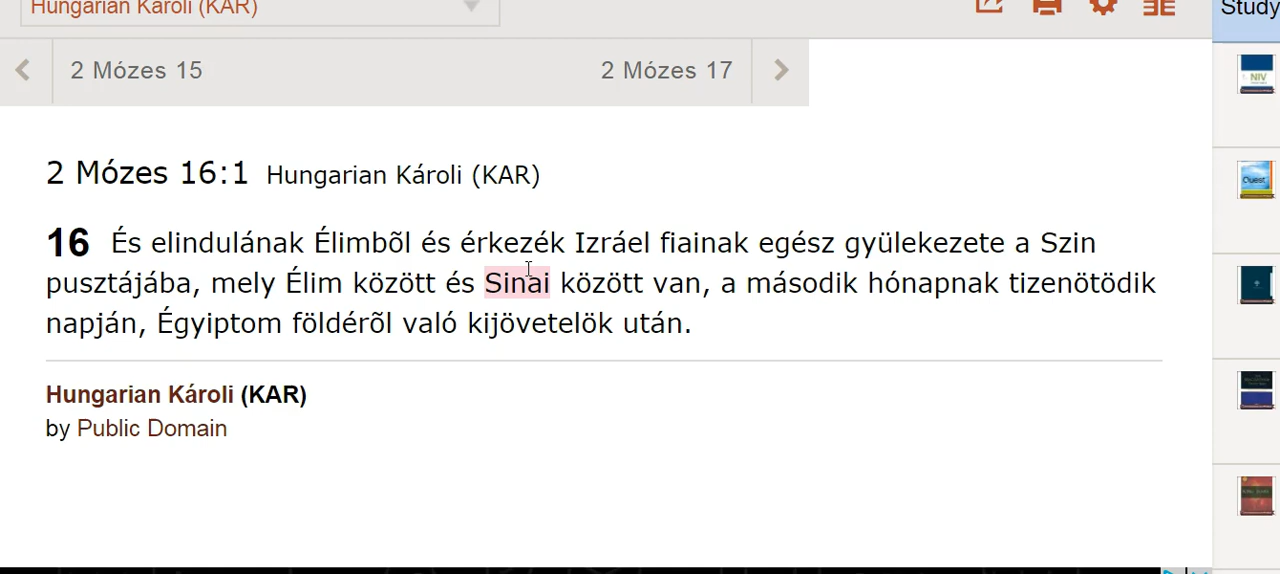 Hungarian Károli (KAR)
Study
2 Mózes 15
2 Mózes 17
NIV
2 Mózes 16:1 Hungarian Károli (KAR)
Quest
16 És elindulának Élimbõl és érkezék Izráel fiainak egész gyülekezete a Szin
pusztájába, mely Élim között és Sinai között van, a második hónapnak tizenötödik
napján, Égyiptom földérõl való kijövetelök után.
Hungarian Károli (KAR)
by Public Domain